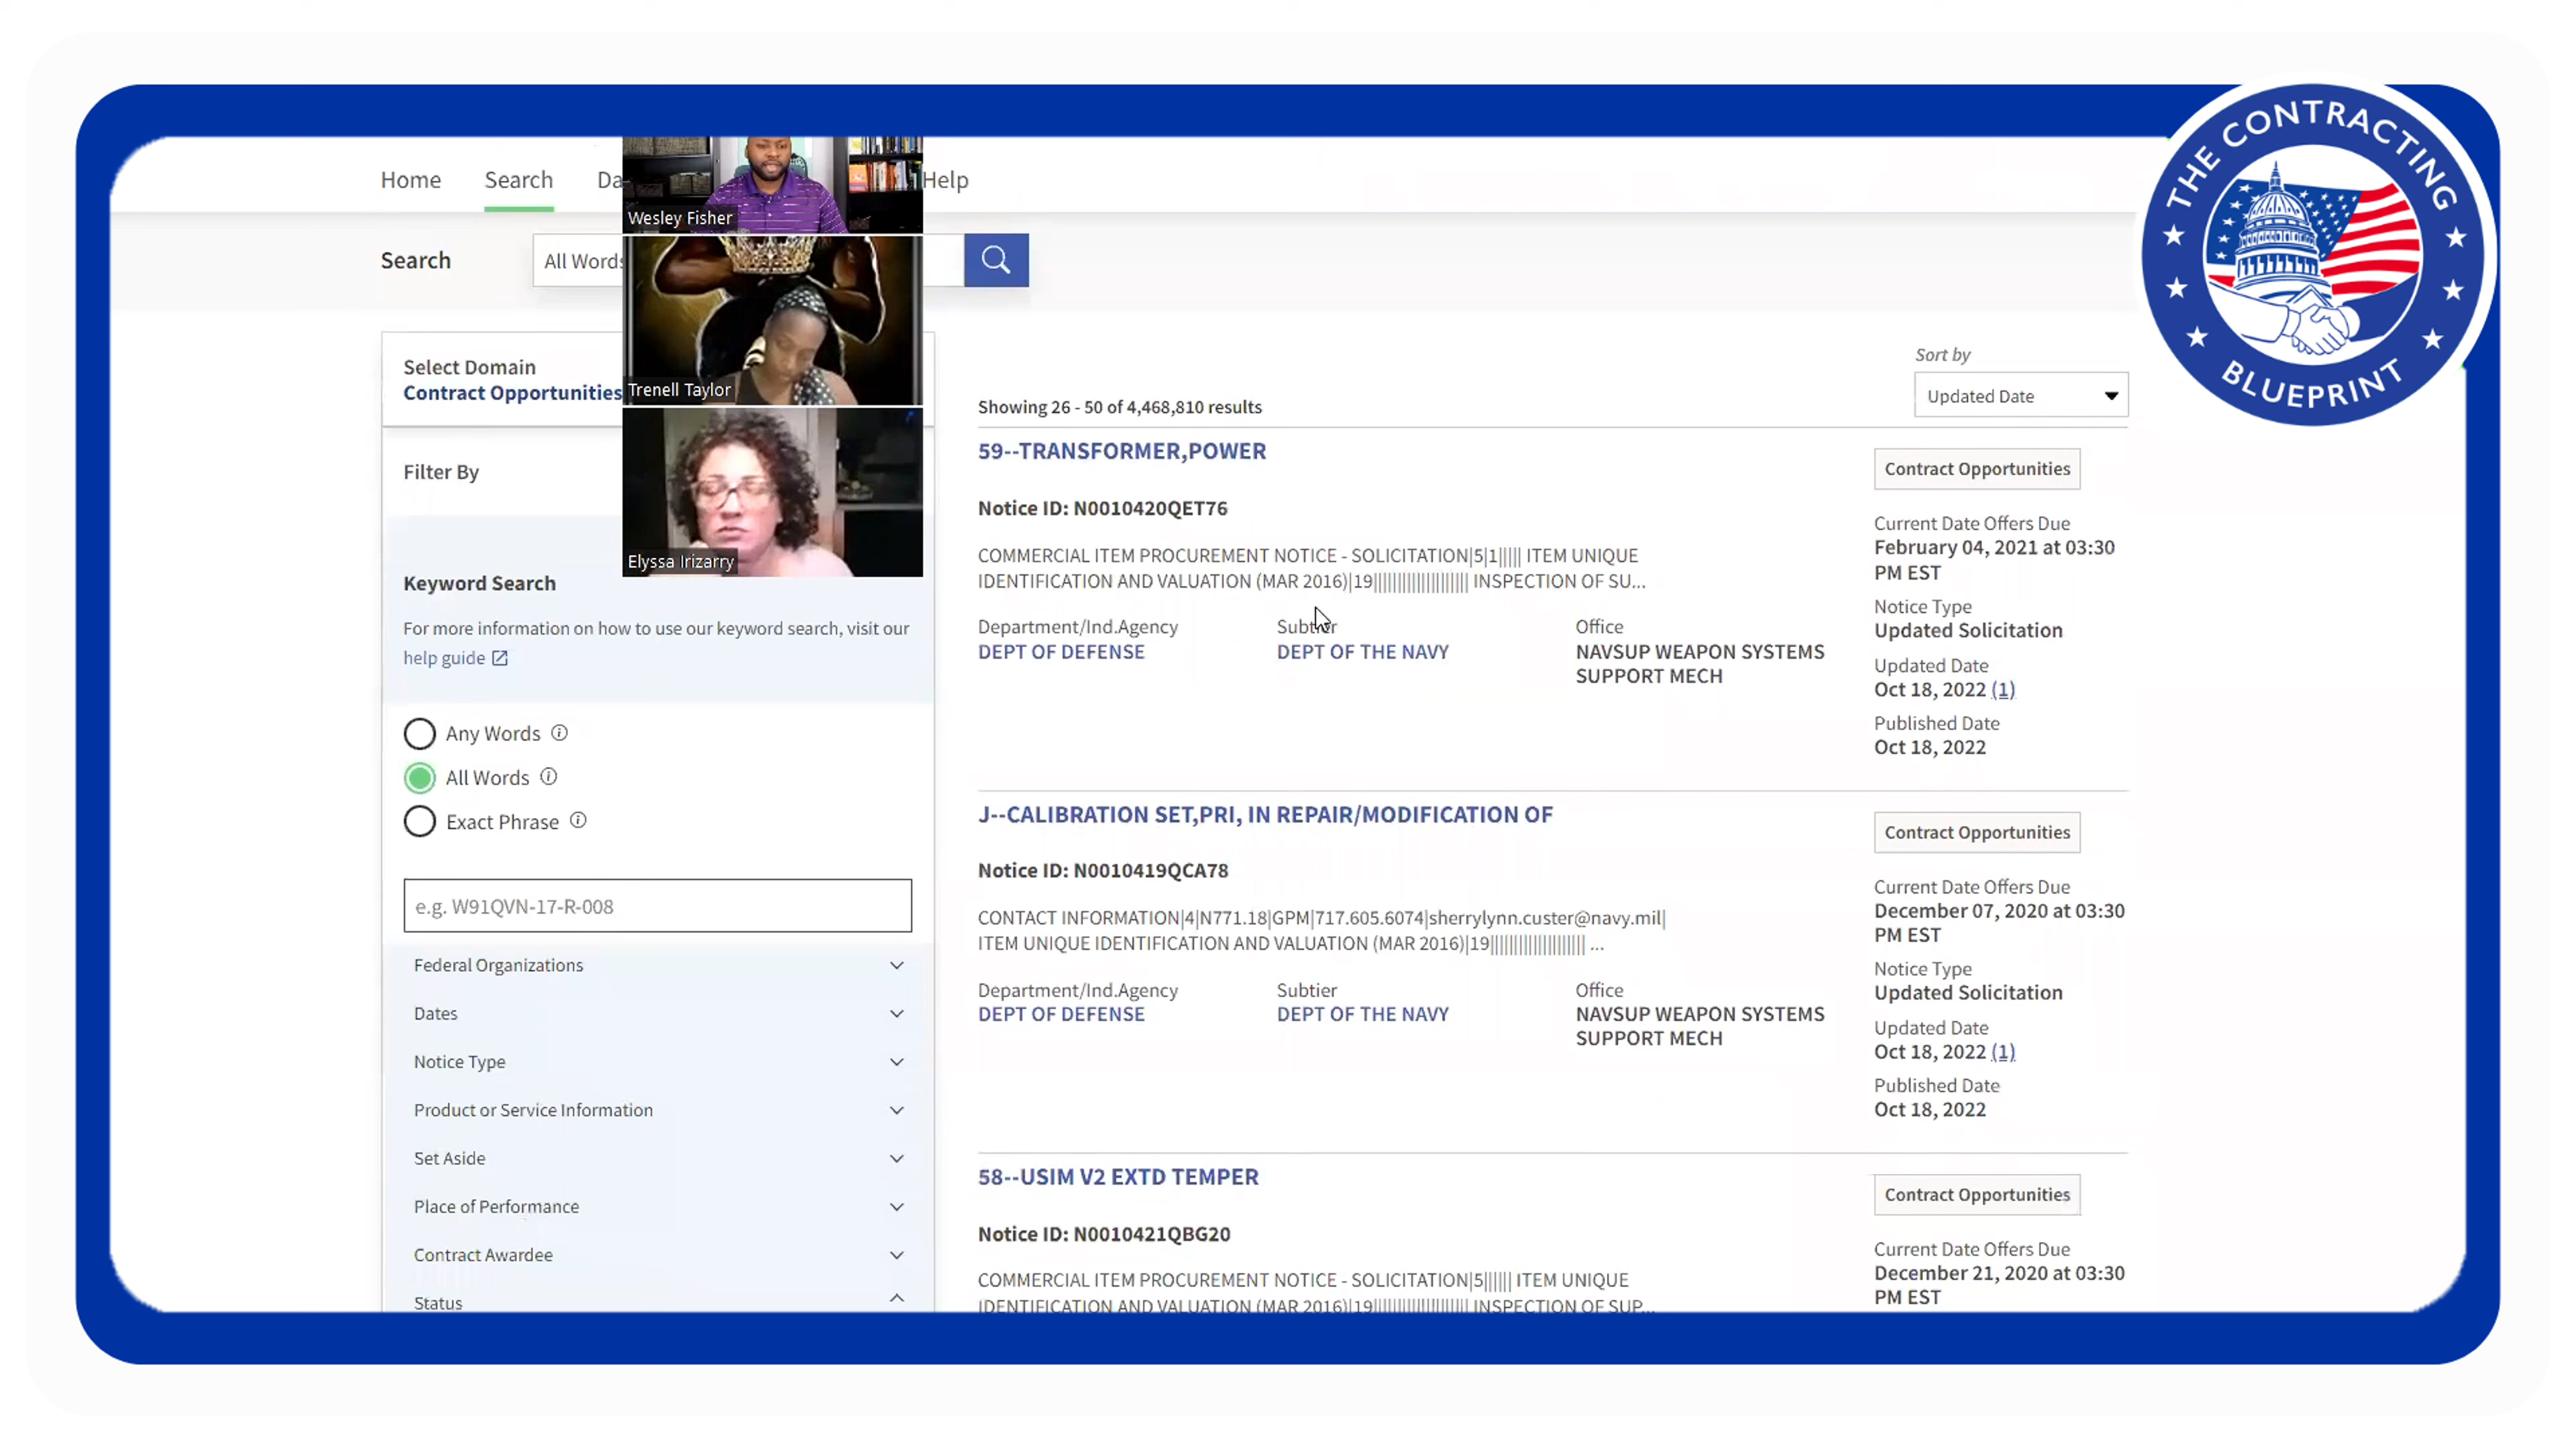 THE CONTRACTING
BLUEPRINT
Home Search Da Help
Wesley Fisher
Search All Words
Trenell Taylor
Elyssa Irizarry
Select Domain
Contract Opportunities
Filter By
Keyword Search
For more information on how to use our keyword search, visit our
help guide
Any Words
All Words
Exact Phrase
e.g. W91QVN-17-R-008
Federal Organizations
Dates
Notice Type
Product or Service Information
Set Aside
Place of Performance
Contract Awardee
Status
Sort by
Updated Date
Showing 26 - 50 of 4,468,810 results
59--TRANSFORMER,POWER
Notice ID: N0010420QET76
COMMERCIAL ITEM PROCUREMENT NOTICE - SOLICITATION|5|1||||| ITEM UNIQUE
IDENTIFICATION AND VALUATION (MAR 2016)|19|||||||||||||||||||| INSPECTION OF SU...
Department/Ind.Agency
DEPT OF DEFENSE
Subtier
DEPT OF THE NAVY
Office
NAVSUP WEAPON SYSTEMS
SUPPORT MECH
Contract Opportunities
Current Date Offers Due
February 04, 2021 at 03:30
PM EST
Notice Type
Updated Solicitation
Updated Date
Oct 18, 2022 (1)
Published Date
Oct 18, 2022
J--CALIBRATION SET,PRI, IN REPAIR/MODIFICATION OF
Notice ID: N0010419QCA78
CONTACT INFORMATION|4|N771.18|GPM|717.605.6074|sherrylynn.custer@navy.mil|
ITEM UNIQUE IDENTIFICATION AND VALUATION (MAR 2016)|19|||||||||||||||||||| ...
Department/Ind.Agency
DEPT OF DEFENSE
Subtier
DEPT OF THE NAVY
Office
NAVSUP WEAPON SYSTEMS
SUPPORT MECH
Contract Opportunities
Current Date Offers Due
December 07, 2020 at 03:30
PM EST
Notice Type
Updated Solicitation
Updated Date
Oct 18, 2022 (1)
Published Date
Oct 18, 2022
58--USIM V2 EXTD TEMPER
Notice ID: N0010421QBG20
COMMERCIAL ITEM PROCUREMENT NOTICE - SOLICITATION|5|||||| ITEM UNIQUE
IDENTIFICATION AND VALUATION (MAR 2016)|19|||||||||||||||||||| INSPECTION OF SUP...
Contract Opportunities
Current Date Offers Due
December 21, 2020 at 03:30
PM EST